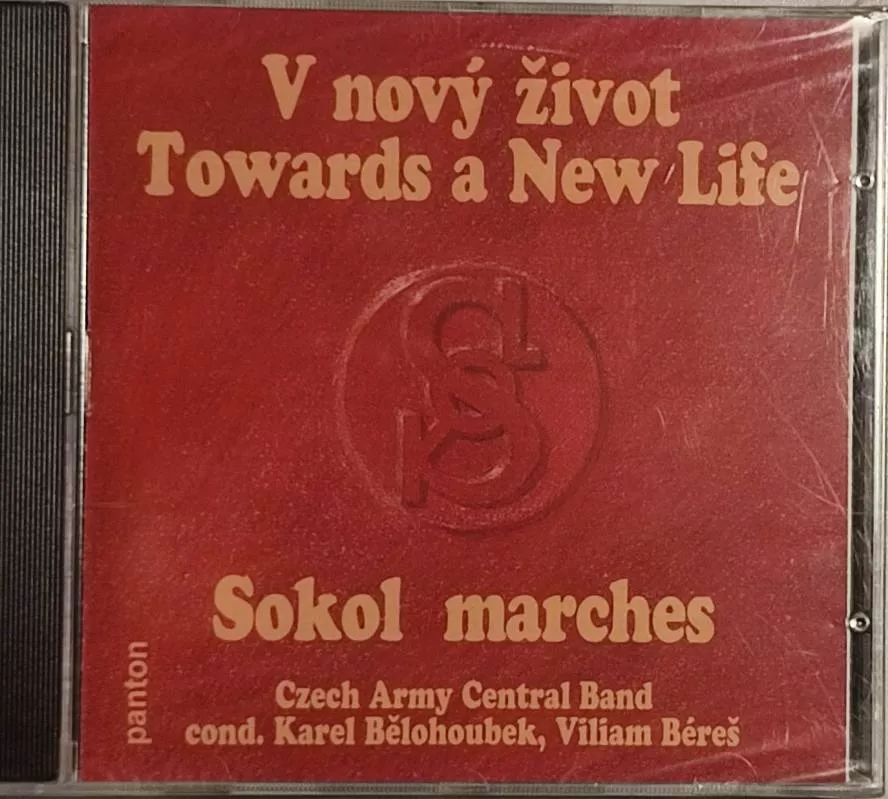 V nový život
Towards a New Life
Sokol marches
panton
Czech Army Central Band
cond. Karel Bělohoubek, Viliam Béreš